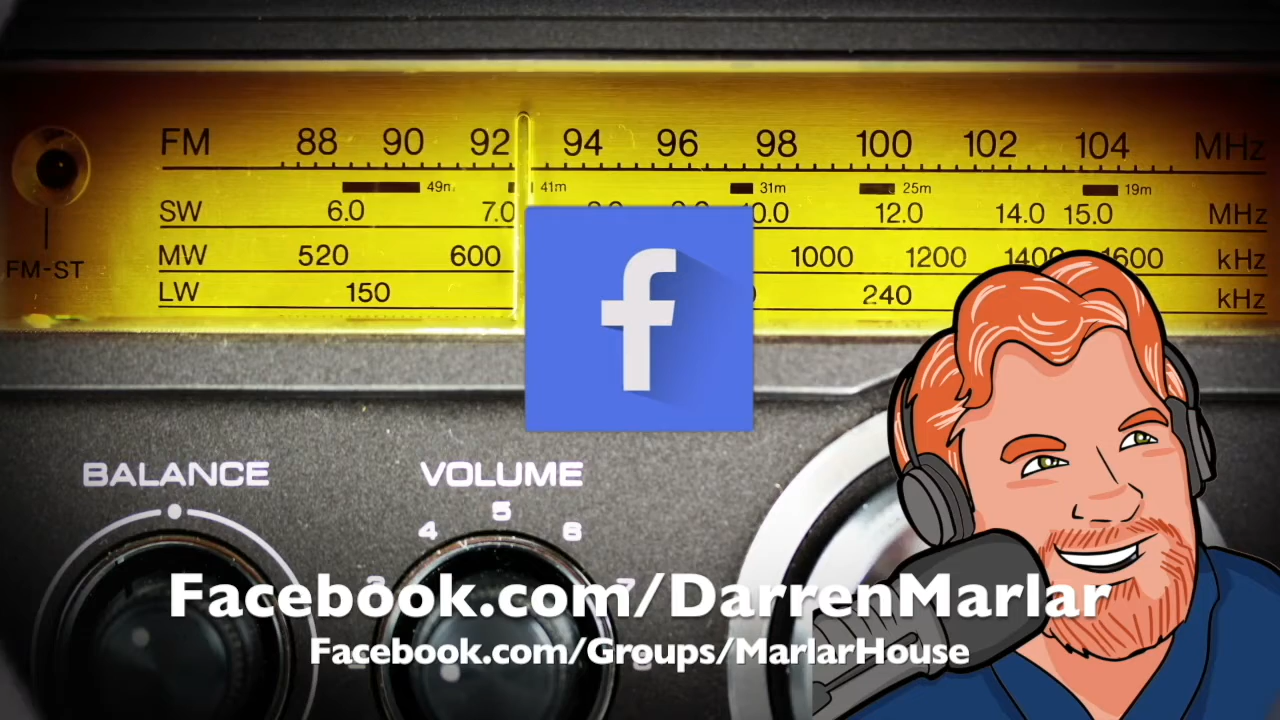 FM 88 90 92 94 96 98 100 102 104 MHz
49m 41m 31m 25m 19m
SW 6.0 7.0 12.0 14.0 15.0 MHz
MW 520 600 1000 1200 1400 1600 kHz
FM-ST
LW 150 240 kHz
f
BALANCE VOLUME
4 5 6
Facebook.com/DarrenMarlar
Facebook.com/Groups/MarlarHouse